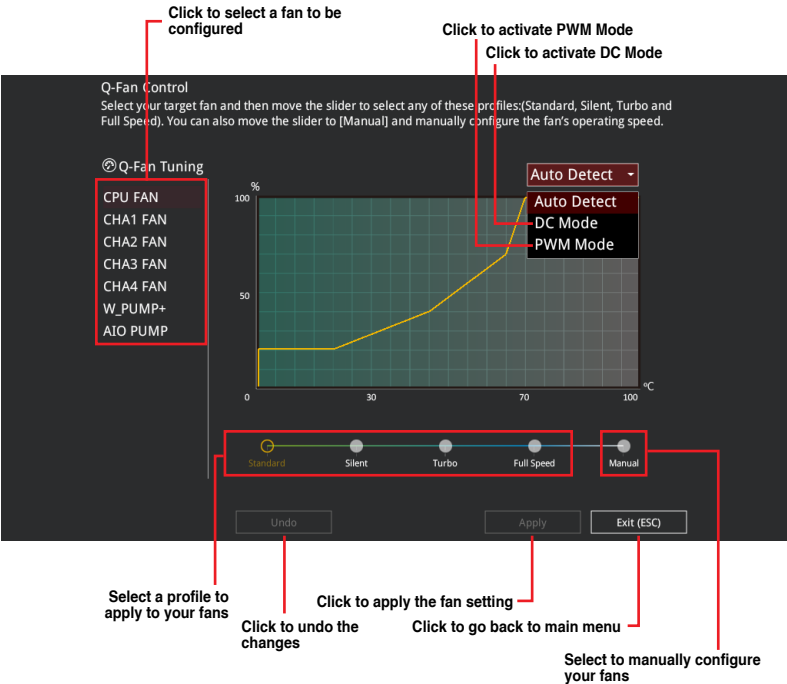 Click to select a fan to be
configured
Click to activate PWM Mode
Click to activate DC Mode
Q-Fan Control
Select your target fan and then move the slider to select any of these profiles:(Standard, Silent, Turbo and
Full Speed). You can also move the slider to [Manual] and manually configure the fan's operating speed.
Q-Fan Tuning
Auto Detect
CPU FAN
CHA1 FAN
CHA2 FAN
CHA3 FAN
CHA4 FAN
W_PUMP+
AIO PUMP
%
100
50
0
30
70
100
°C
Auto Detect
DC Mode
PWM Mode
Standard
Silent
Turbo
Full Speed
Manual
Undo
Apply
Exit (ESC)
Select a profile to
apply to your fans
Click to undo the
changes
Click to apply the fan setting
Click to go back to main menu
Select to manually configure
your fans